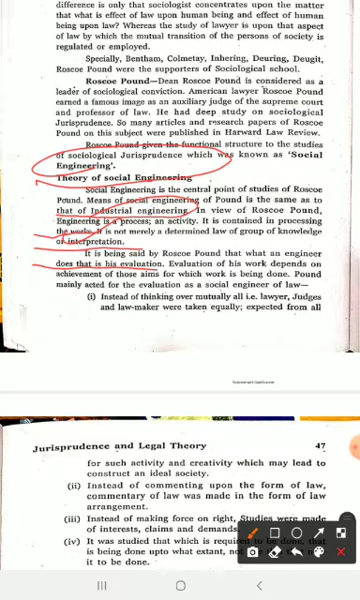 difference is only that sociologist concentrates upon the matter
that what is effect of law upon human being and effect of human
being upon law? Whereas the study of lawyer is upon that aspect
of law by which the mutual transition of the persons of society is
regulated or employed.
Specially, Bentham, Colmetay, Inhering, Deuring, Deugit,
Roscoe Pound were the supporters of Sociological school.
Roscoe Pound—Dean Roscoe Pound is considered as a
leader of sociological conviction. American lawyer Roscoe Pound
earned a famous image as an auxiliary judge of the supreme court
and professor of law. He had deep study on sociological
Jurisprudence. So many articles and research papers of Roscoe
Pound on this subject were published in Harward Law Review.
Roscoe Pound given the functional structure to the studies
of sociological Jurisprudence which was known as 'Social
Engineering'.
Theory of social Engineering
Social Engineering is the central point of studies of Roscoe
Pound. Means of social engineering of Pound is the same as to
that of Industrial engineering. In view of Roscoe Pound,
Engineering is a process; an activity. It is contained in processing
the works. It is not merely a determined law of group of knowledge
of interpretation.
It is being said by Roscoe Pound that what an engineer
does that is his evaluation. Evaluation of his work depends on
achievement of those aims for which work is being done. Pound
mainly acted for the evaluation as a social engineer of law—
(i) Instead of thinking over mutually all i.e. lawyer, Judges
and law-maker were taken equally; expected from all
Jurisprudence and Legal Theory 47
for such activity and creativity which may lead to
construct an ideal society.
(ii) Instead of commenting upon the form of law,
commentary of law was made in the form of law
arrangement.
(iii) Instead of making force on right, Studies were made
of interests, claims and demands.
(iv) It was studied that which is required to be done, that
is being done upto what extant, not
it to be done.